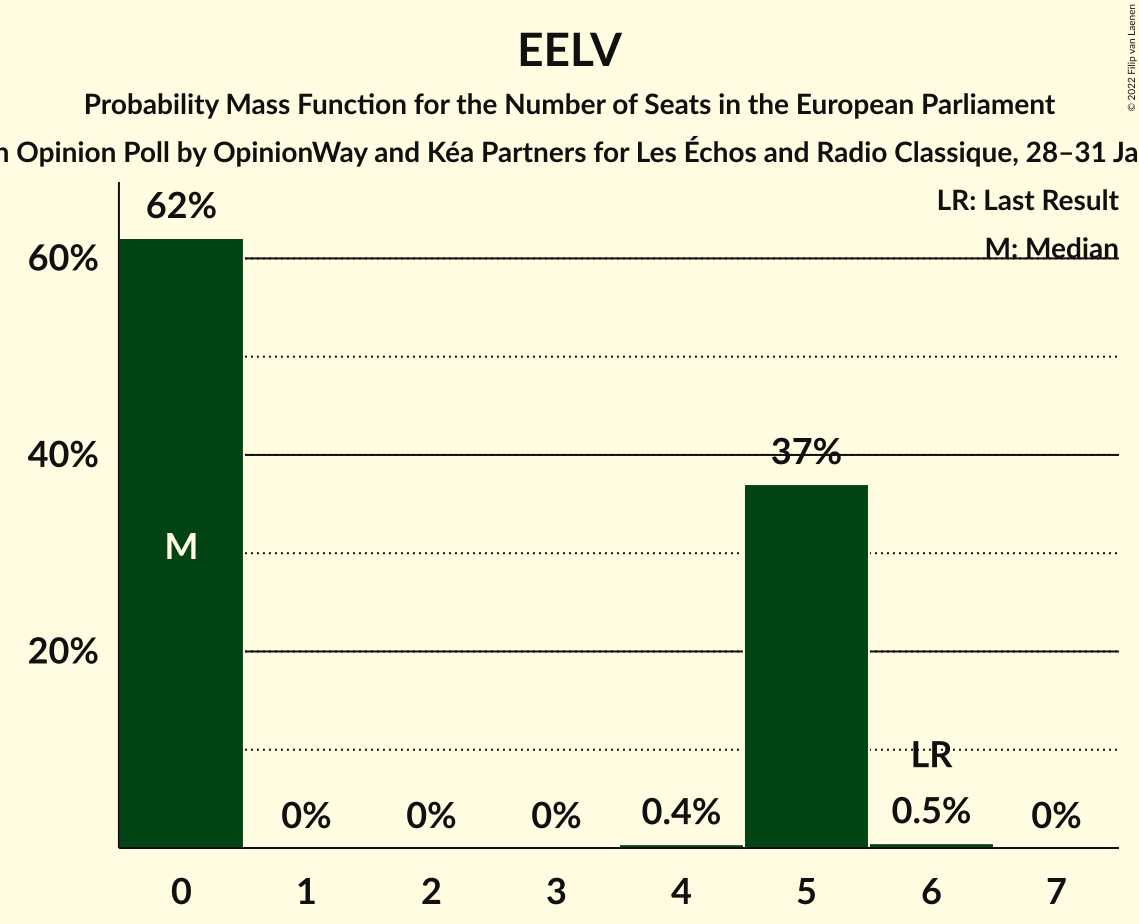 EELV
Probability Mass Function for the Number of Seats in the European Parliament
Opinion Poll by OpinionWay and Kéa Partners for Les Échos and Radio Classique, 28–31 Ja
© 2022 Filip van Laenen
LR: Last Result
M: Median
62%
60%
40%
37%
M
20%
LR
0% 0% 0% 0.4% 0.5% 0%
0 1 2 3 4 5 6 7